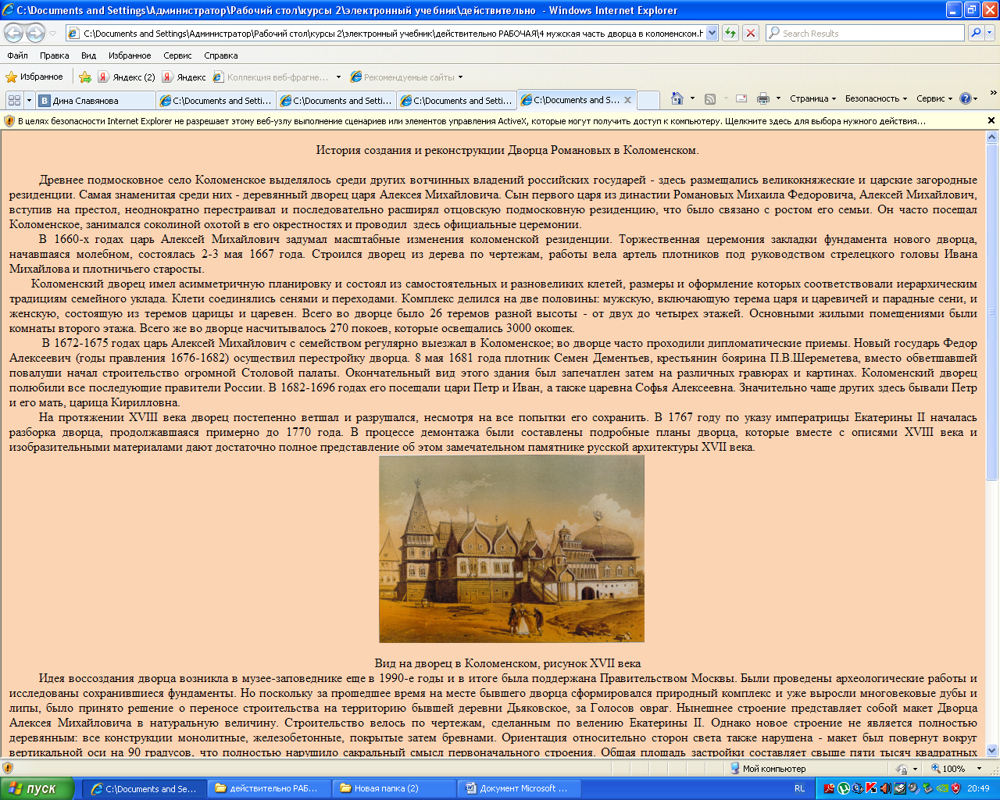 C:\Documents and Settings\Администратор\Рабочий стол\курсы 2\электронный учебник\действительно - Windows Internet Explorer
C:\Documents and Settings\Администратор\Рабочий стол\курсы 2\электронный учебник\действительно РАБОЧАЯ\4 мужская часть дворца в коломенском.h
Search Results
Файл Правка Вид Избранное Сервис Справка
Избранное Яндекс (2) Яндекс Коллекция веб-фрагме... Рекомендуемые сайты
Дина Славянова C:\Documents and Setti... C:\Documents and Setti... C:\Documents and Setti... C:\Documents and S... Страница Безопасность Сервис
В целях безопасности Internet Explorer не разрешает этому веб-узлу выполнение сценариев или элементов управления ActiveX, которые могут получить доступ к компьютеру. Щелкните здесь для выбора нужного действия...
История создания и реконструкции Дворца Романовых в Коломенском.
Древнее подмосковное село Коломенское выделялось среди других вотчинных владений российских государей - здесь размещались великокняжеские и царские загородные
резиденции. Самая знаменитая среди них - деревянный дворец царя Алексея Михайловича. Сын первого царя из династии Романовых Михаила Федоровича, Алексей Михайлович,
вступив на престол, неоднократно перестраивал и последовательно расширял отцовскую подмосковную резиденцию, что было связано с ростом его семьи. Он часто посещал
Коломенское, занимался соколиной охотой в его окрестностях и проводил здесь официальные церемонии.
В 1660-х годах царь Алексей Михайлович задумал масштабные изменения коломенской резиденции. Торжественная церемония закладки фундамента нового дворца,
начавшаяся молебном, состоялась 2-3 мая 1667 года. Строился дворец из дерева по чертежам, работы вела артель плотников под руководством стрелецкого головы Ивана
Михайлова и плотничьего старосты.
Коломенский дворец имел асимметричную планировку и состоял из самостоятельных и разновеликих клетей, размеры и оформление которых соответствовали иерархическим
традициям семейного уклада. Клети соединялись сенями и переходами. Комплекс делился на две половины: мужскую, включающую терема царя и царевичей и парадные сени, и
женскую, состоящую из теремов царицы и царевен. Всего во дворце было 26 теремов разной высоты - от двух до четырех этажей. Основными жилыми помещениями были
комнаты второго этажа. Всего же во дворце насчитывалось 270 покоев, которые освещались 3000 окошек.
В 1672-1675 годах царь Алексей Михайлович с семейством регулярно выезжал в Коломенское; во дворце часто проходили дипломатические приемы. Новый государь Федор
Алексеевич (годы правления 1676-1682) осуществил перестройку дворца. 8 мая 1681 года плотник Семен Дементьев, крестьянин боярина П.В.Шереметева, вместо обветшавшей
повалуши начал строительство огромной Столовой палаты. Окончательный вид этого здания был запечатлен затем на различных гравюрах и картинах. Коломенский дворец
полюбили все последующие правители России. В 1682-1696 годах его посещали цари Петр и Иван, а также царевна Софья Алексеевна. Значительно чаще других здесь бывали Петр
и его мать, царица Кирилловна.
На протяжении XVIII века дворец постепенно ветшал и разрушался, несмотря на все попытки его сохранить. В 1767 году по указу императрицы Екатерины II началась
разборка дворца, продолжавшаяся примерно до 1770 года. В процессе демонтажа были составлены подробные планы дворца, которые вместе с описями XVIII века и
изобразительными материалами дают достаточно полное представление об этом замечательном памятнике русской архитектуры XVII века.
Вид на дворец в Коломенском, рисунок XVII века
Идея воссоздания дворца возникла в музее-заповеднике еще в 1990-е годы и в итоге была поддержана Правительством Москвы. Были проведены археологические работы и
исследованы сохранившиеся фундаменты. Но поскольку за прошедшее время на месте бывшего дворца сформировался природный комплекс и уже выросли многовековые дубы и
липы, было принято решение о переносе строительства на территорию бывшей деревни Дьяковское, за Голосов овраг. Нынешнее строение представляет собой макет Дворца
Алексея Михайловича в натуральную величину. Строительство велось по чертежам, сделанным по велению Екатерины II. Однако новое строение не является полностью
деревянным: все конструкции монолитные, железобетонные, покрытые затем бревнами. Ориентация относительно сторон света также нарушена - макет был повернут вокруг
вертикальной оси на 90 градусов, что полностью нарушило сакральный смысл первоначального строения. Общая площадь застройки составляет свыше пяти тысяч квадратных
Мой компьютер 100%
пуск C:\Documents and Se... действительно РАБ... Новая папка (2) Документ Microsoft ... RL 20:49